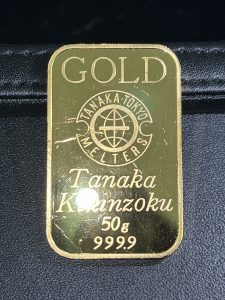 GOLD
TANAKA-TOKYO
MELTERS
Tanaka
Kikinzoku
50g
999.9